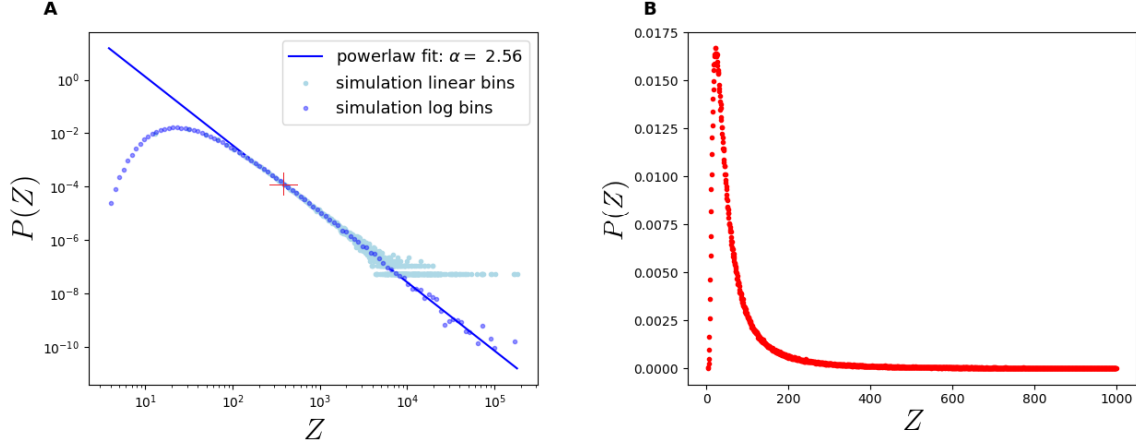 A
P(Z)
10^0
10^-2
10^-4
10^-6
10^-8
10^-10
powerlaw fit: α = 2.56
simulation linear bins
simulation log bins
10^1
10^2
10^3
10^4
10^5
Z
B
P(Z)
0.0175
0.0150
0.0125
0.0100
0.0075
0.0050
0.0025
0.0000
0
200
400
600
800
1000
Z